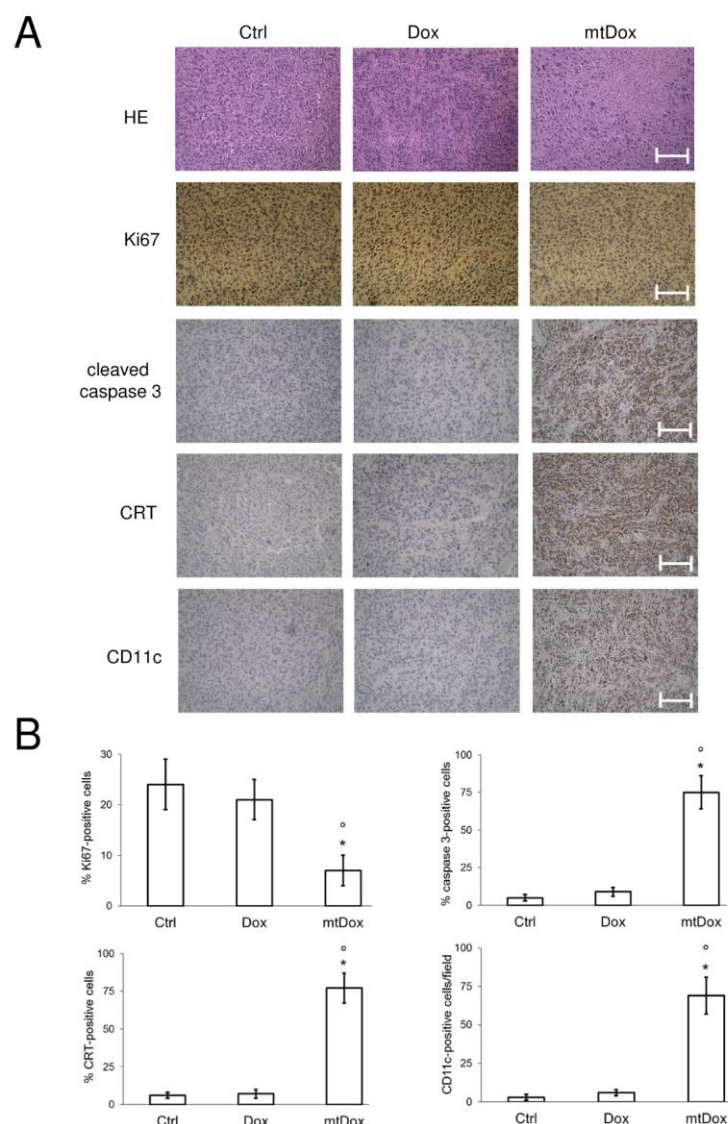 A
Ctrl Dox mtDox
HE
Ki67
cleaved
caspase 3
CRT
CD11c
B
% Ki67-positive cells
30
20
10
0
° 
*
Ctrl Dox mtDox
% caspase 3-positive cells
100
75
50
25
0
°
*
Ctrl Dox mtDox
% CRT-positive cells
100
75
50
25
0
°
*
Ctrl Dox mtDox
CD11c-positive cells/field
100
75
50
25
0
°
*
Ctrl Dox mtDox